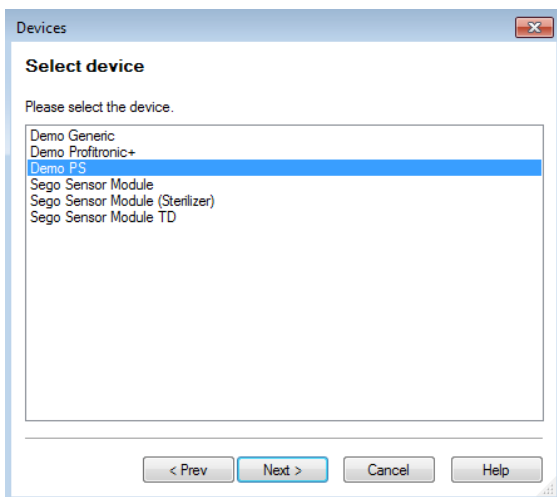 Devices
Select device
Please select the device.
Demo Generic
Demo Profitronic+
Demo PS
Sego Sensor Module
Sego Sensor Module (Sterilizer)
Sego Sensor Module TD
< Prev Next > Cancel Help